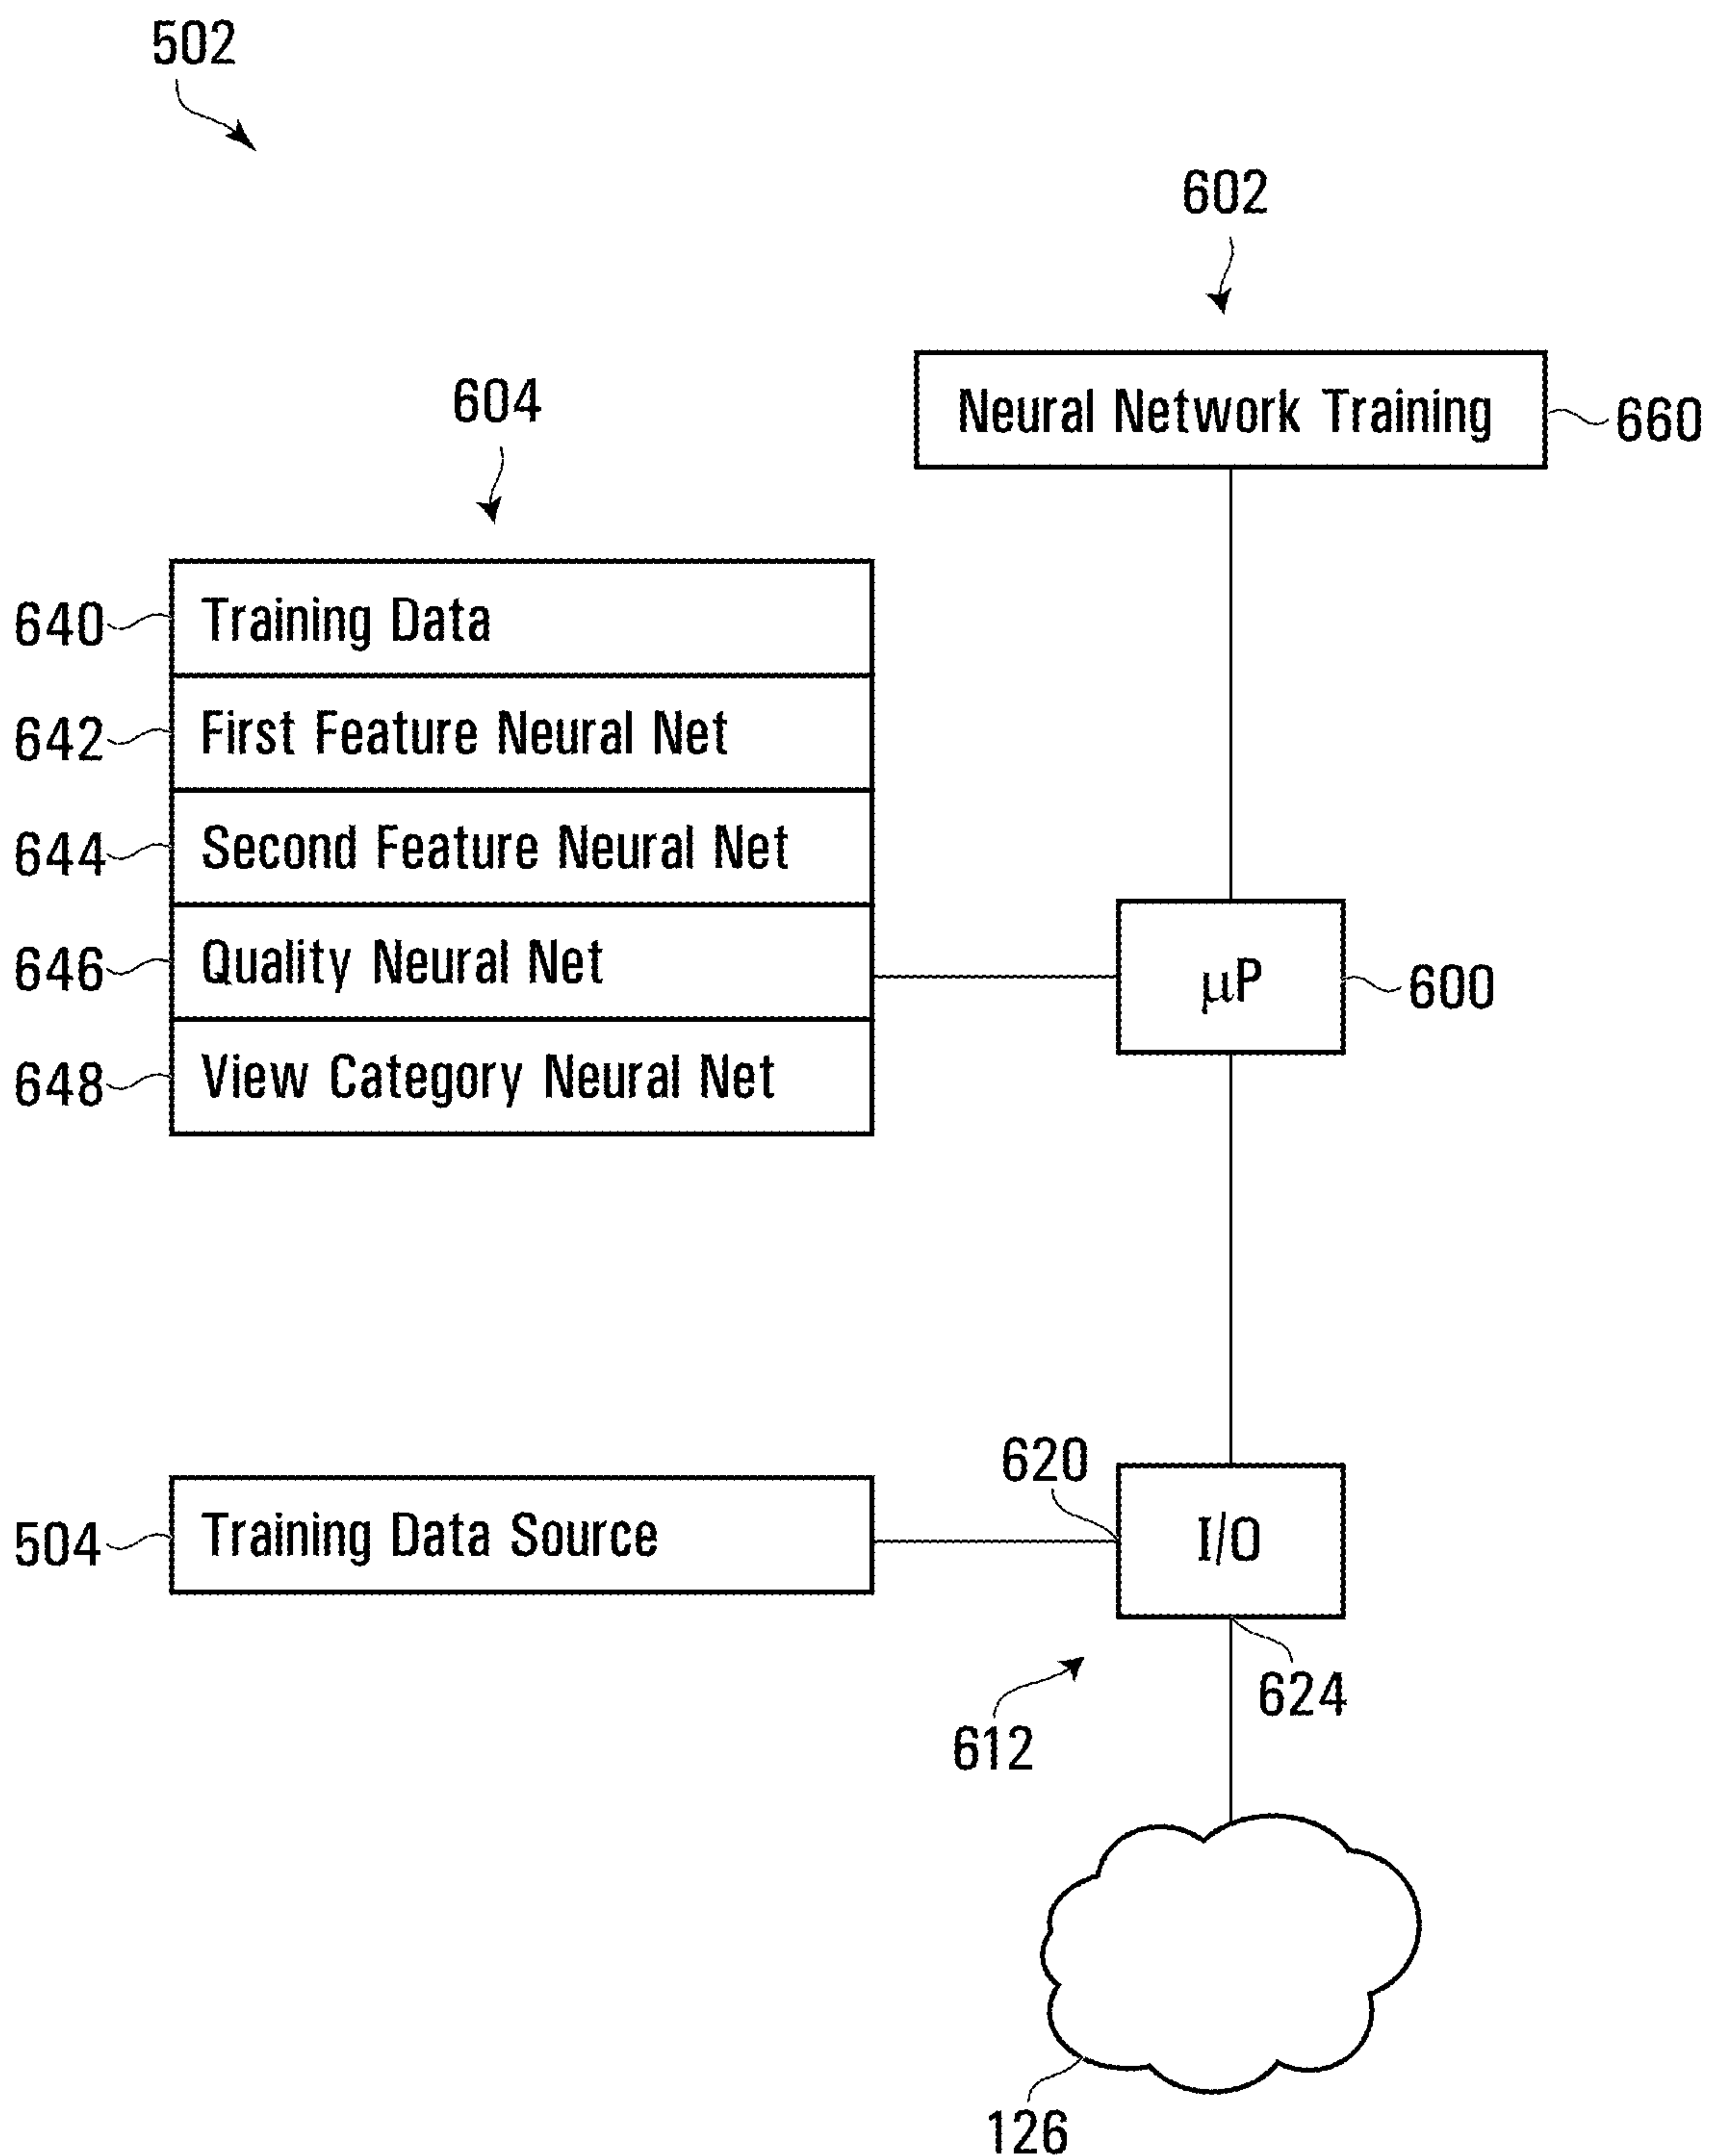 502
602
Neural Network Training
660
604
640
Training Data
642
First Feature Neural Net
644
Second Feature Neural Net
646
Quality Neural Net
648
View Category Neural Net
μP
600
620
504
Training Data Source
I/O
624
612
126